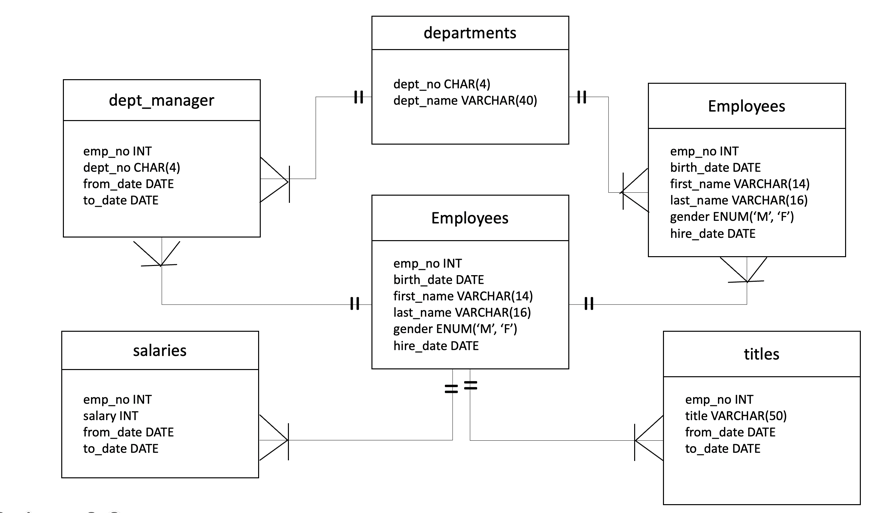 departments
dept_no CHAR(4)
dept_name VARCHAR(40)
dept_manager
emp_no INT
dept_no CHAR(4)
from_date DATE
to_date DATE
Employees
emp_no INT
birth_date DATE
first_name VARCHAR(14)
last_name VARCHAR(16)
gender ENUM(‘M’, ‘F’)
hire_date DATE
Employees
emp_no INT
birth_date DATE
first_name VARCHAR(14)
last_name VARCHAR(16)
gender ENUM(‘M’, ‘F’)
hire_date DATE
salaries
emp_no INT
salary INT
from_date DATE
to_date DATE
titles
emp_no INT
title VARCHAR(50)
from_date DATE
to_date DATE